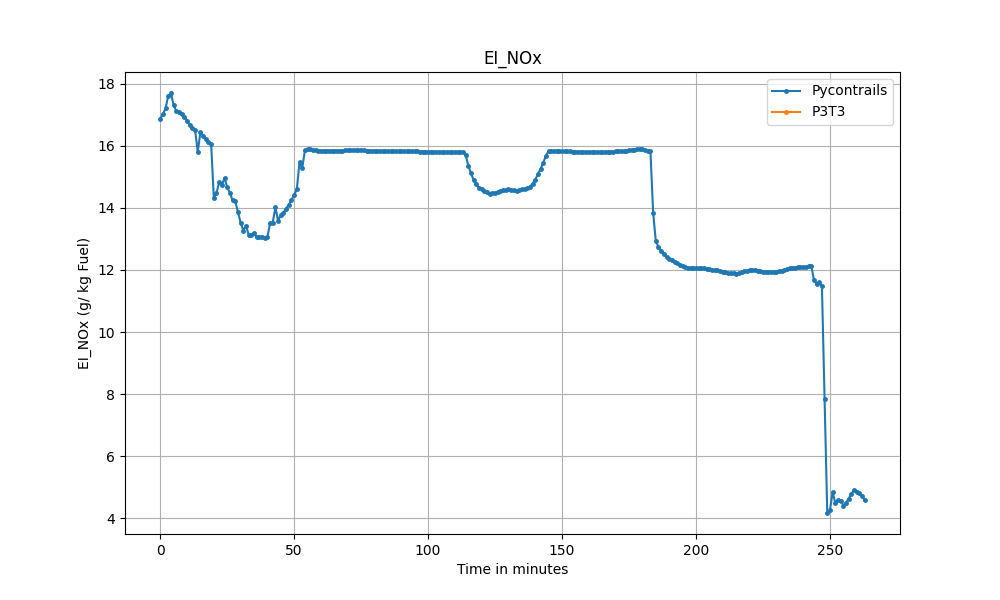 EI_NOx
18
16
14
12
10
8
6
4
EI_NOx (g/ kg Fuel)
Pycontrails
P3T3
0 50 100 150 200 250
Time in minutes